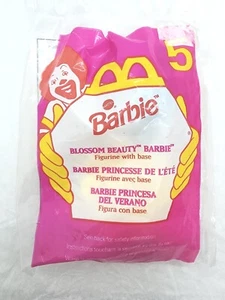 5
Barbie
BLOSSOM BEAUTY™ BARBIE™
Figurine with base
BARBIE PRINCESSE DE L'ÉTÉ
Figurine avec base
BARBIE PRINCESA
DEL VERANO
Figura con base